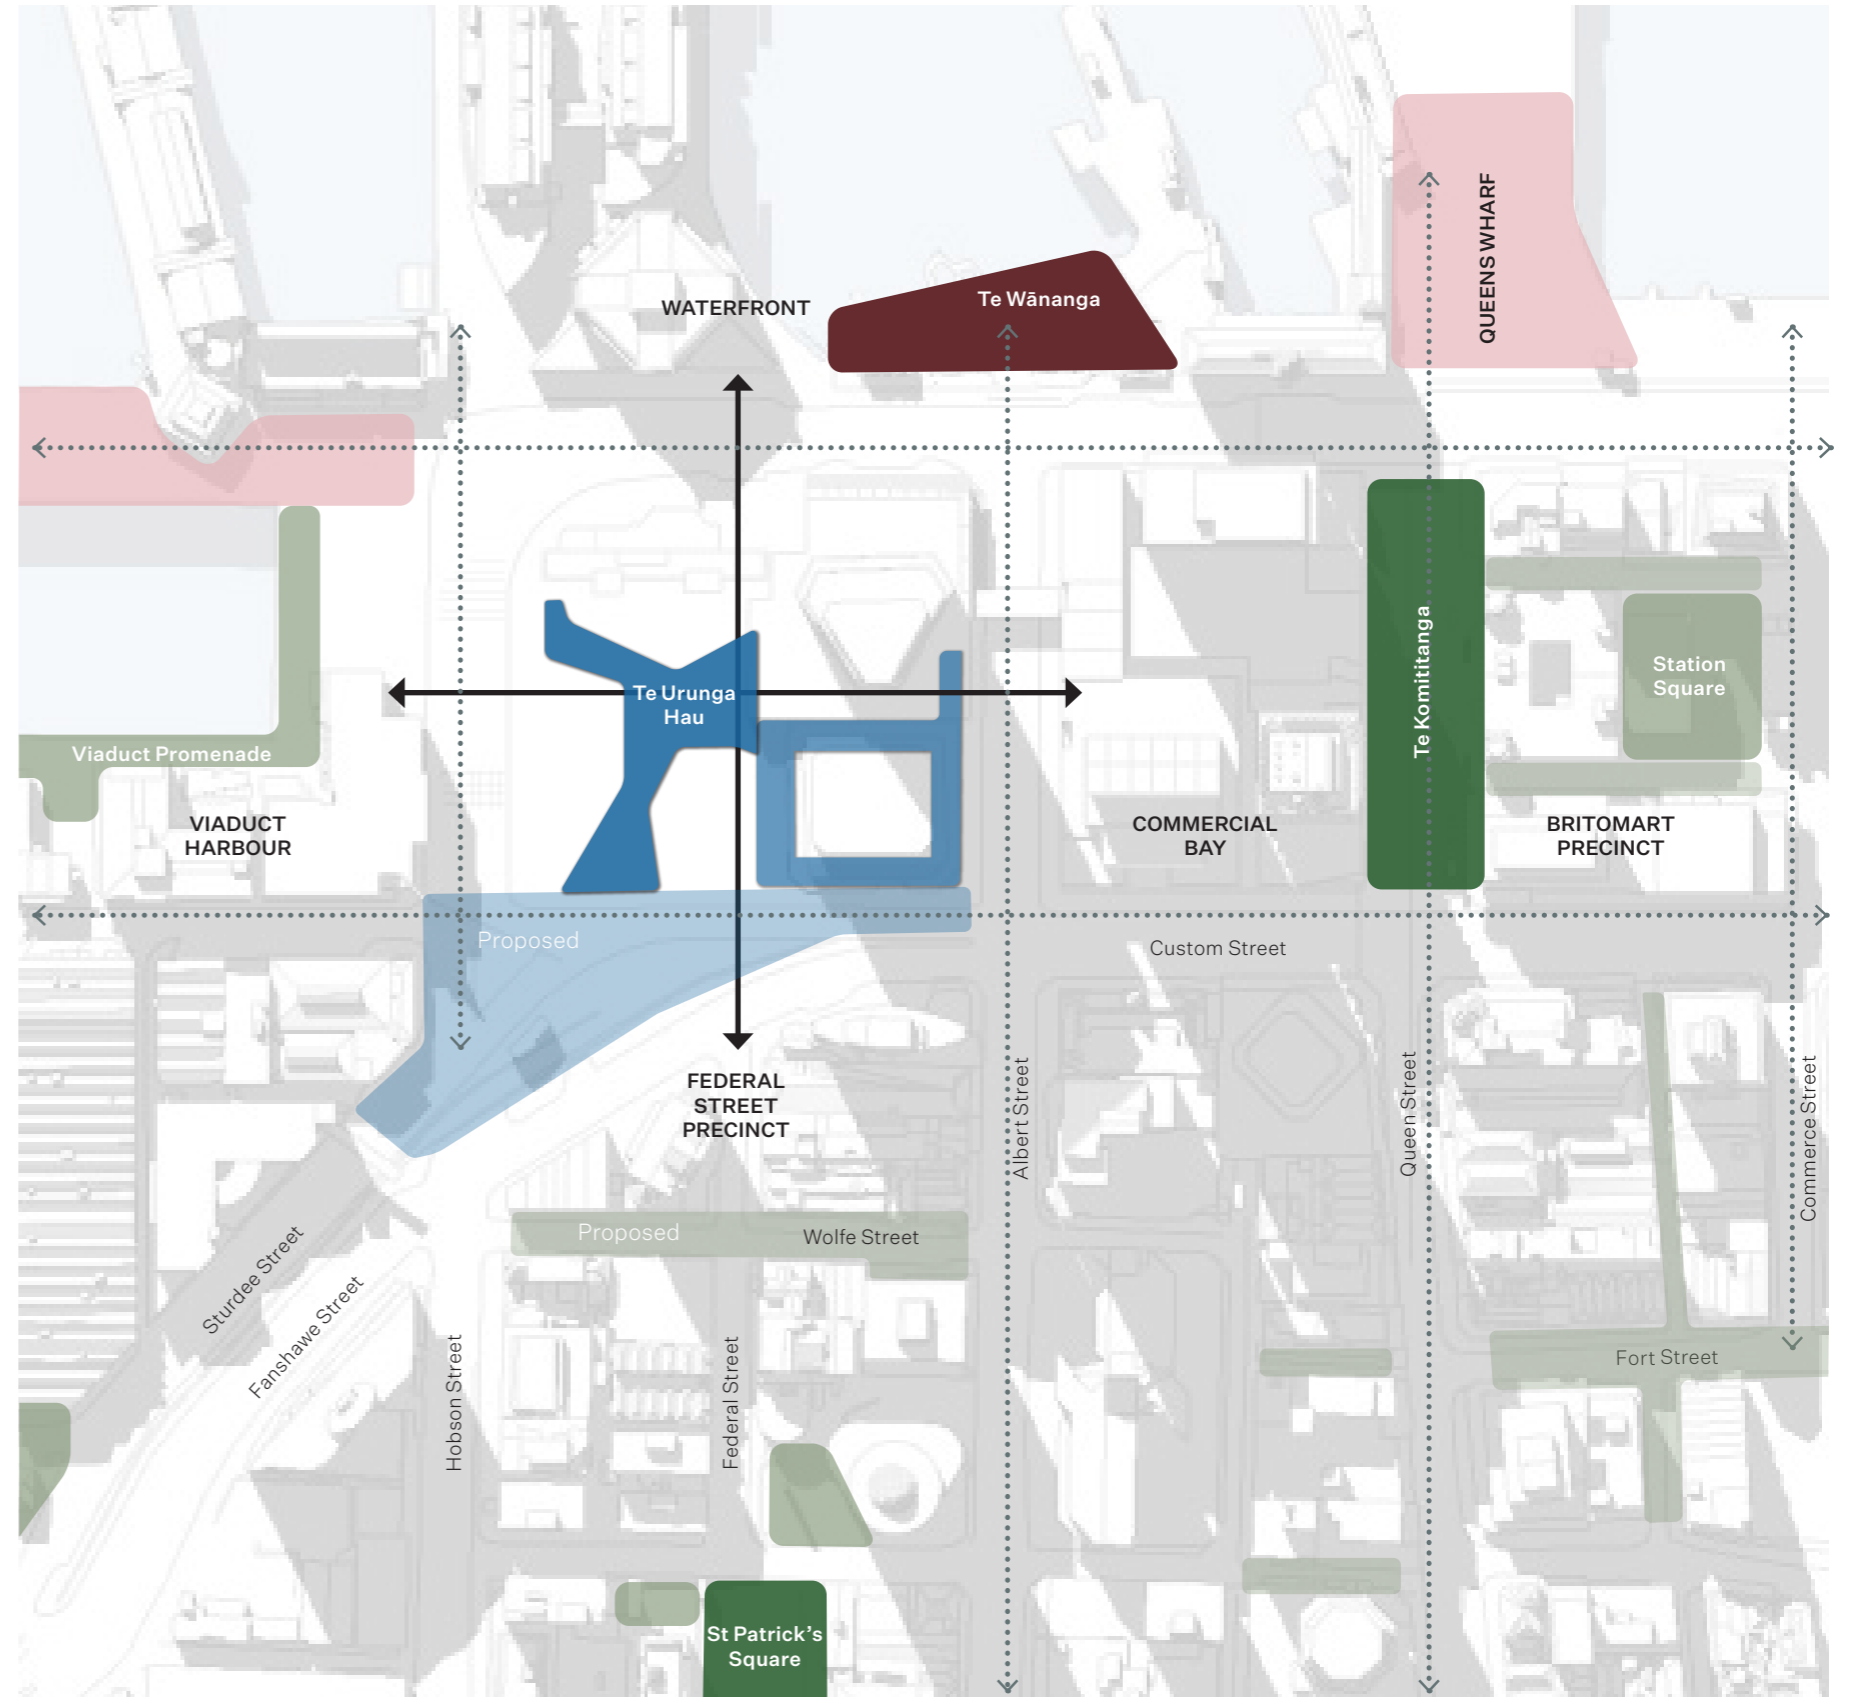 QUEENS WHARF
WATERFRONT
Te Wānanga
Te Urunga
Hau
Te Komititanga
Station
Square
Viaduct Promenade
VIADUCT
HARBOUR
COMMERCIAL
BAY
BRITOMART
PRECINCT
Proposed
Custom Street
FEDERAL
STREET
PRECINCT
Albert Street
Queen Street
Commerce Street
Proposed
Wolfe Street
Sturdee Street
Fanshawe Street
Hobson Street
Federal Street
Fort Street
St Patrick’s
Square